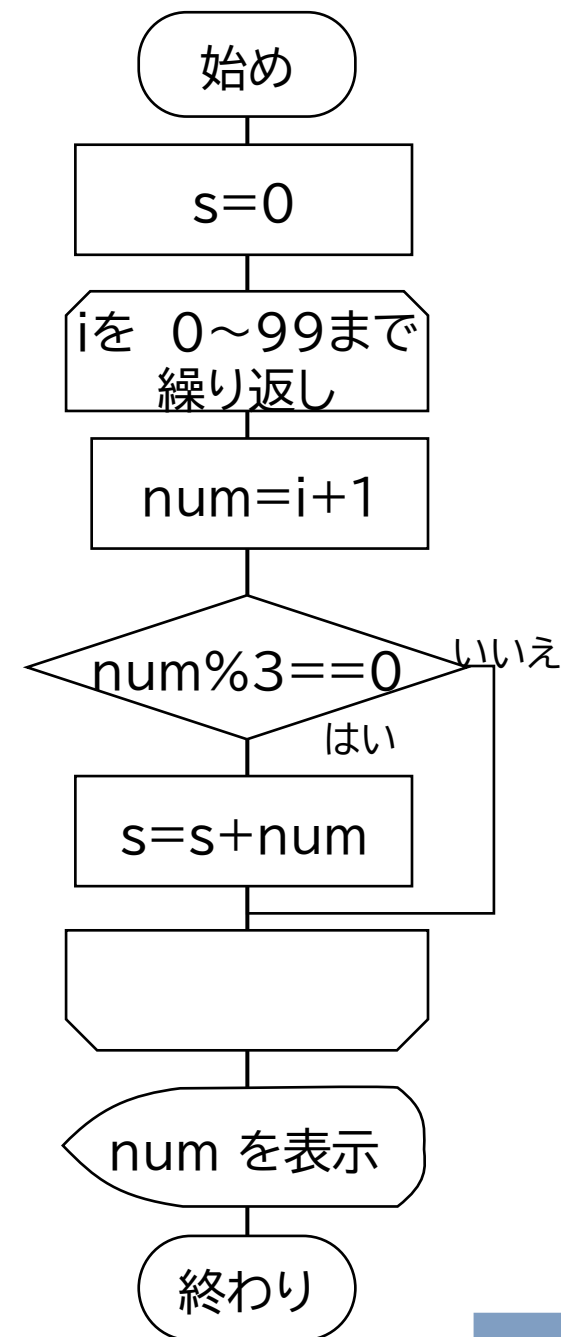 始め
s=0
iを　0～99まで
繰り返し
num=i+1
num%3==0
いいえ
はい
s=s+num
num を表示
終わり